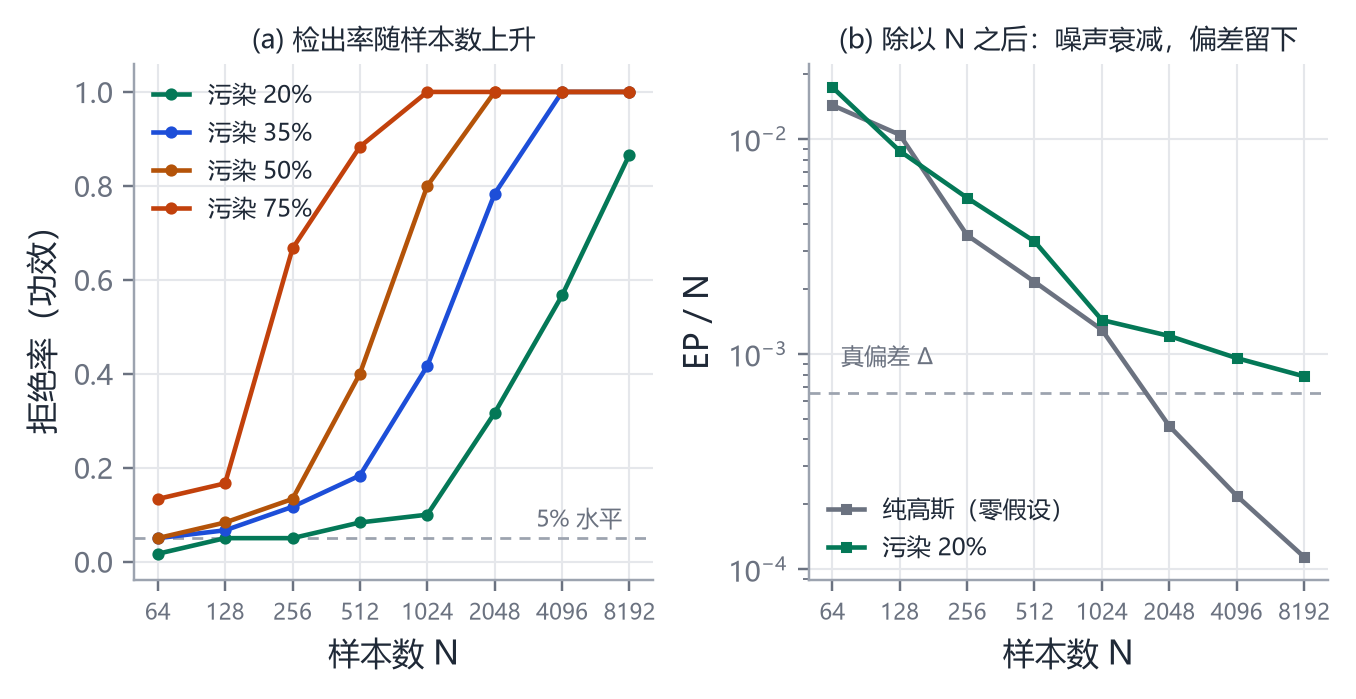 (a) 检出率随样本数上升
污染 20%
污染 35%
污染 50%
污染 75%
5% 水平
1.0
0.8
0.6
0.4
0.2
0.0
拒绝率（功效）
64 128 256 512 1024 2048 4096 8192
样本数 N
(b) 除以 N 之后：噪声衰减，偏差留下
10⁻²
10⁻³
10⁻⁴
EP / N
真偏差 Δ
纯高斯（零假设）
污染 20%
64 128 256 512 1024 2048 4096 8192
样本数 N